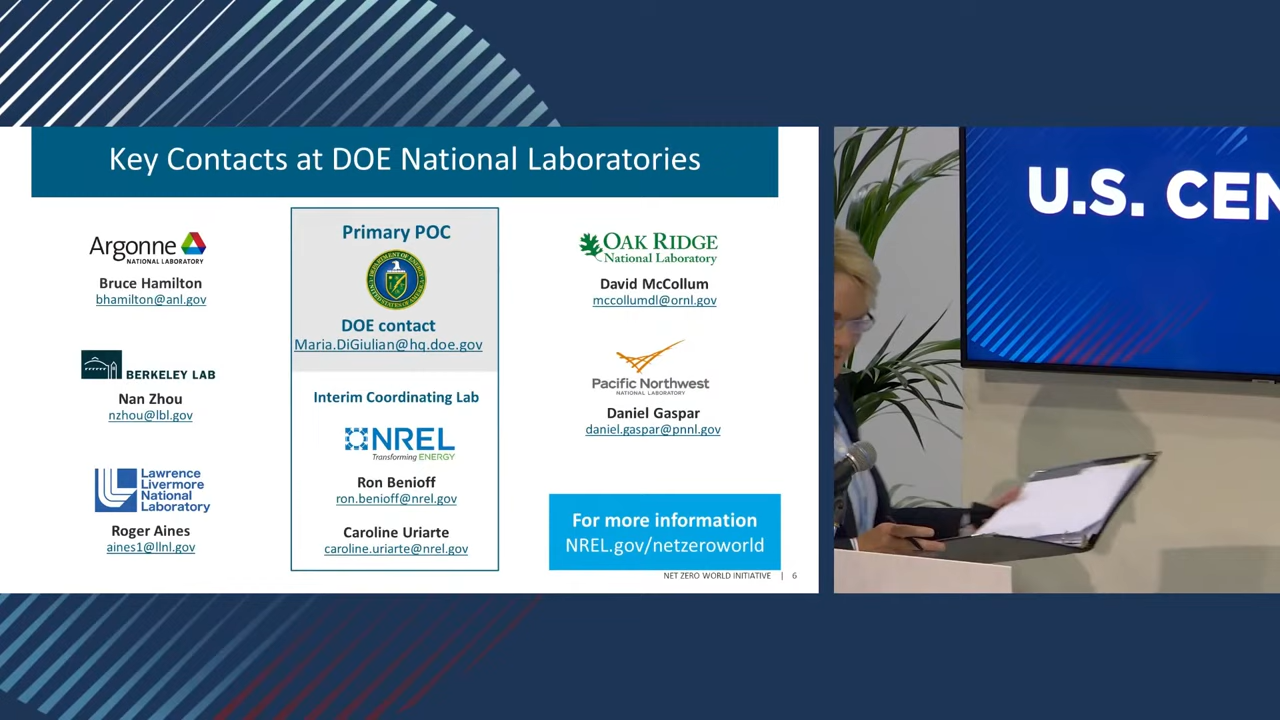 Key Contacts at DOE National Laboratories
Argonne
NATIONAL LABORATORY
Bruce Hamilton
bhamilton@anl.gov
BERKELEY LAB
Nan Zhou
nzhou@lbl.gov
Lawrence
Livermore
National
Laboratory
Roger Aines
aines1@llnl.gov
Primary POC
DOE contact
Maria.DiGiulian@hq.doe.gov
Interim Coordinating Lab
NREL
Transforming ENERGY
Ron Benioff
ron.benioff@nrel.gov
Caroline Uriarte
caroline.uriarte@nrel.gov
OAK RIDGE
National Laboratory
David McCollum
mccollumdl@ornl.gov
Pacific Northwest
NATIONAL LABORATORY
Daniel Gaspar
daniel.gaspar@pnnl.gov
For more information
NREL.gov/netzeroworld
NET ZERO WORLD INITIATIVE | 6
U.S. CEN